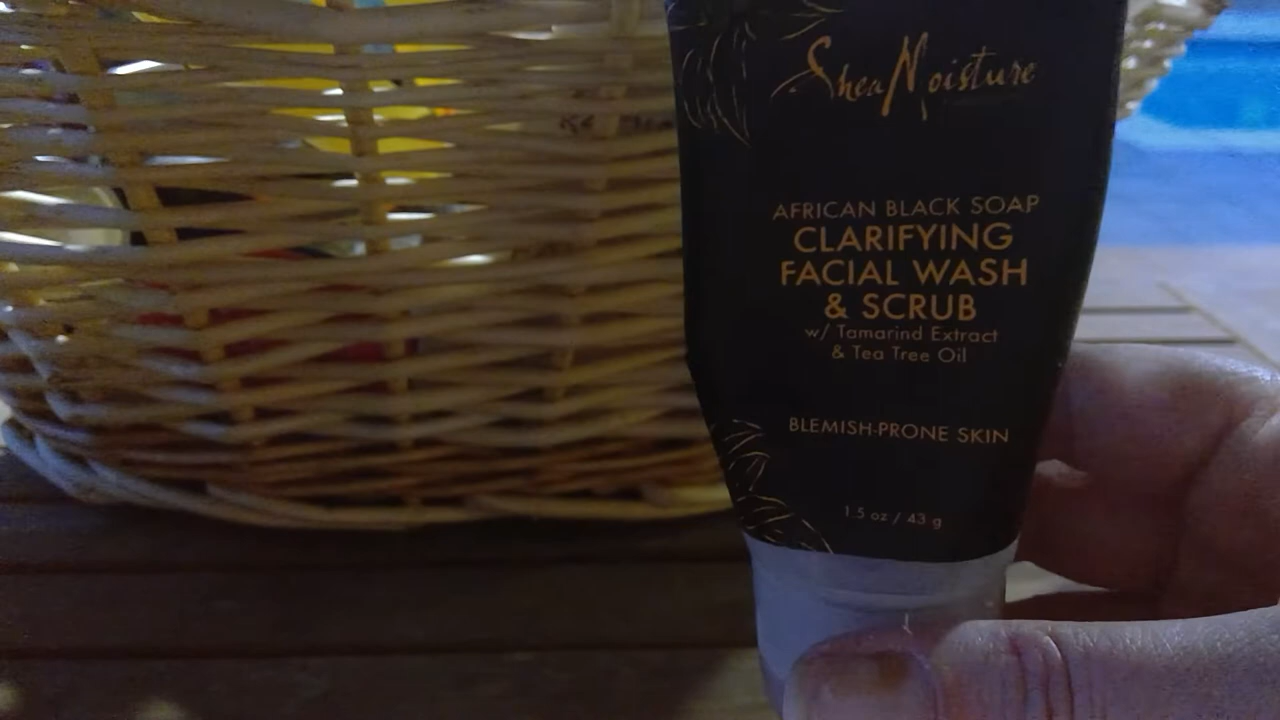 SheaMoisture
AFRICAN BLACK SOAP
CLARIFYING
FACIAL WASH
& SCRUB
w/ Tamarind Extract
& Tea Tree Oil
BLEMISH-PRONE SKIN
1.5 oz / 43 g